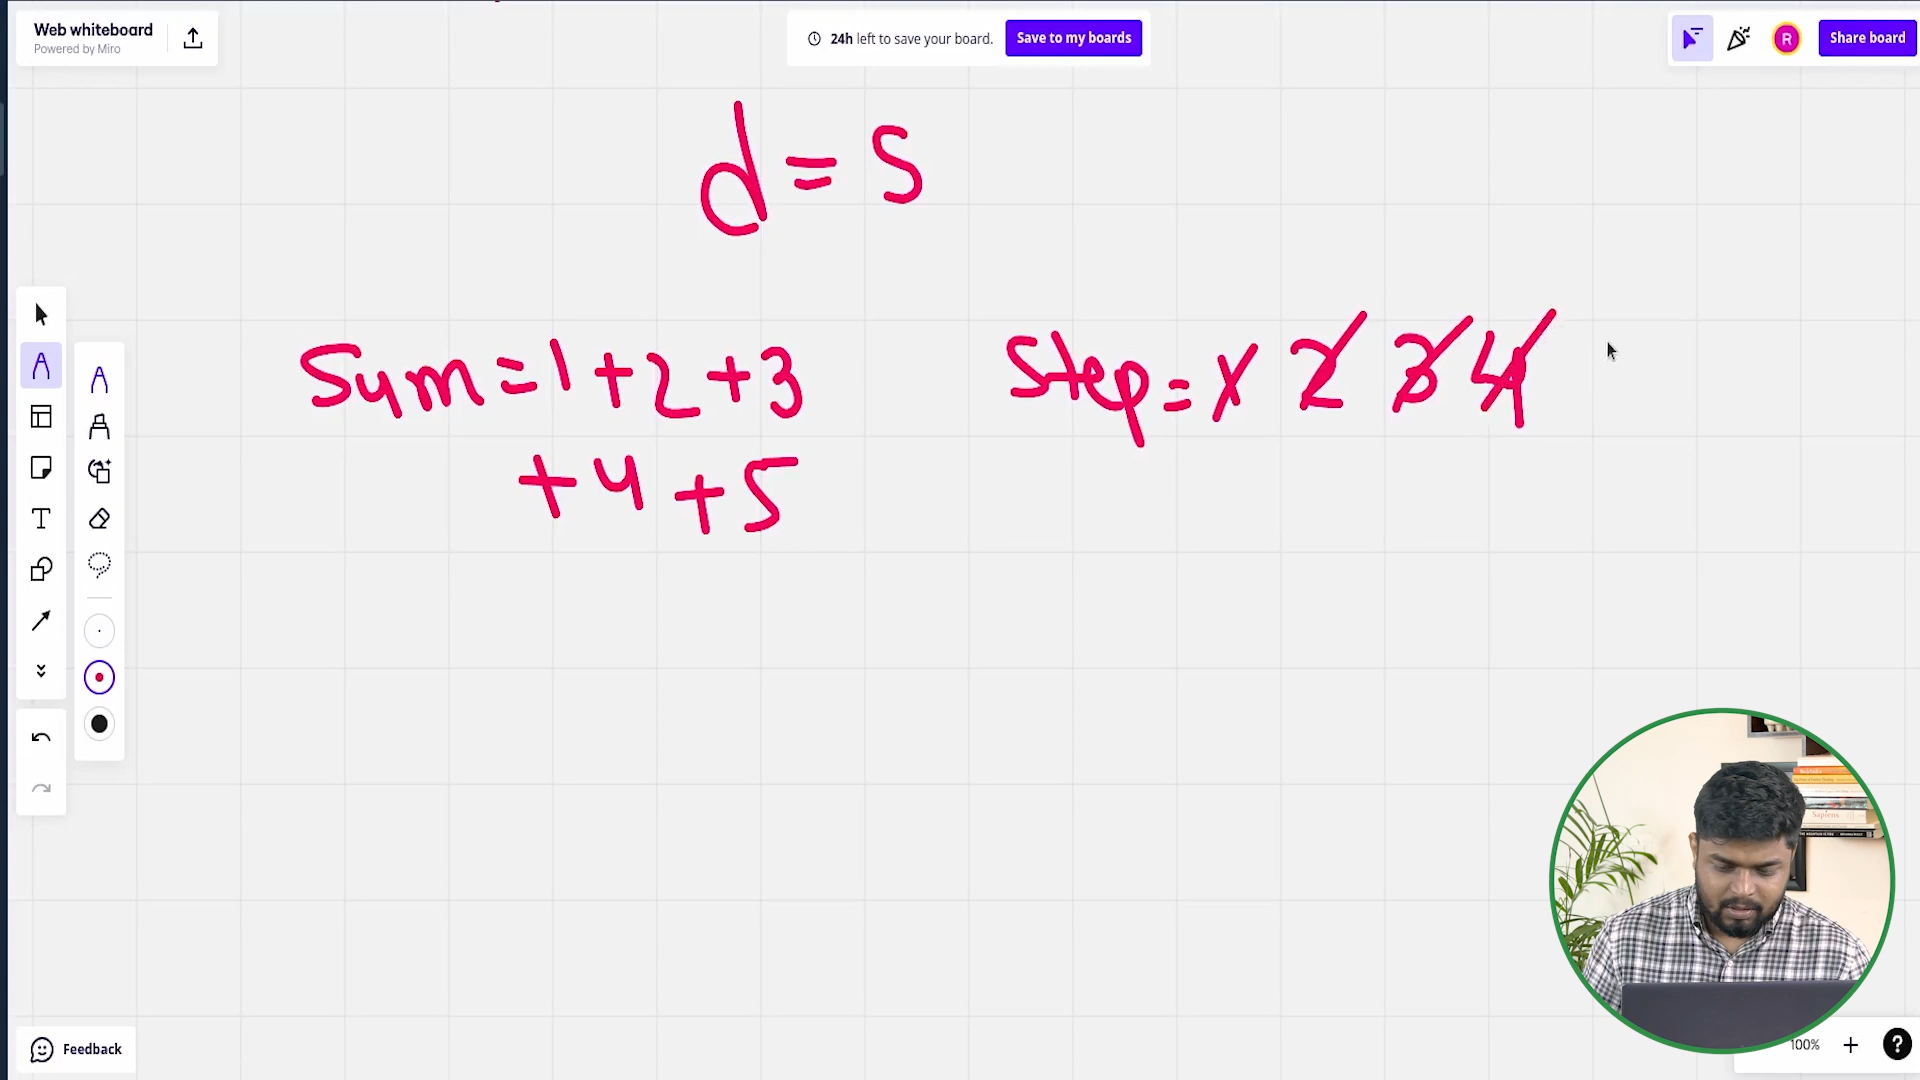 Web whiteboard
Powered by Miro
24h left to save your board.
Save to my boards
R
Share board
d = 5
Sum = 1 + 2 + 3
+ 4 + 5
Step = 1 2 3 4
T
Sapiens
Feedback
100%
+
?